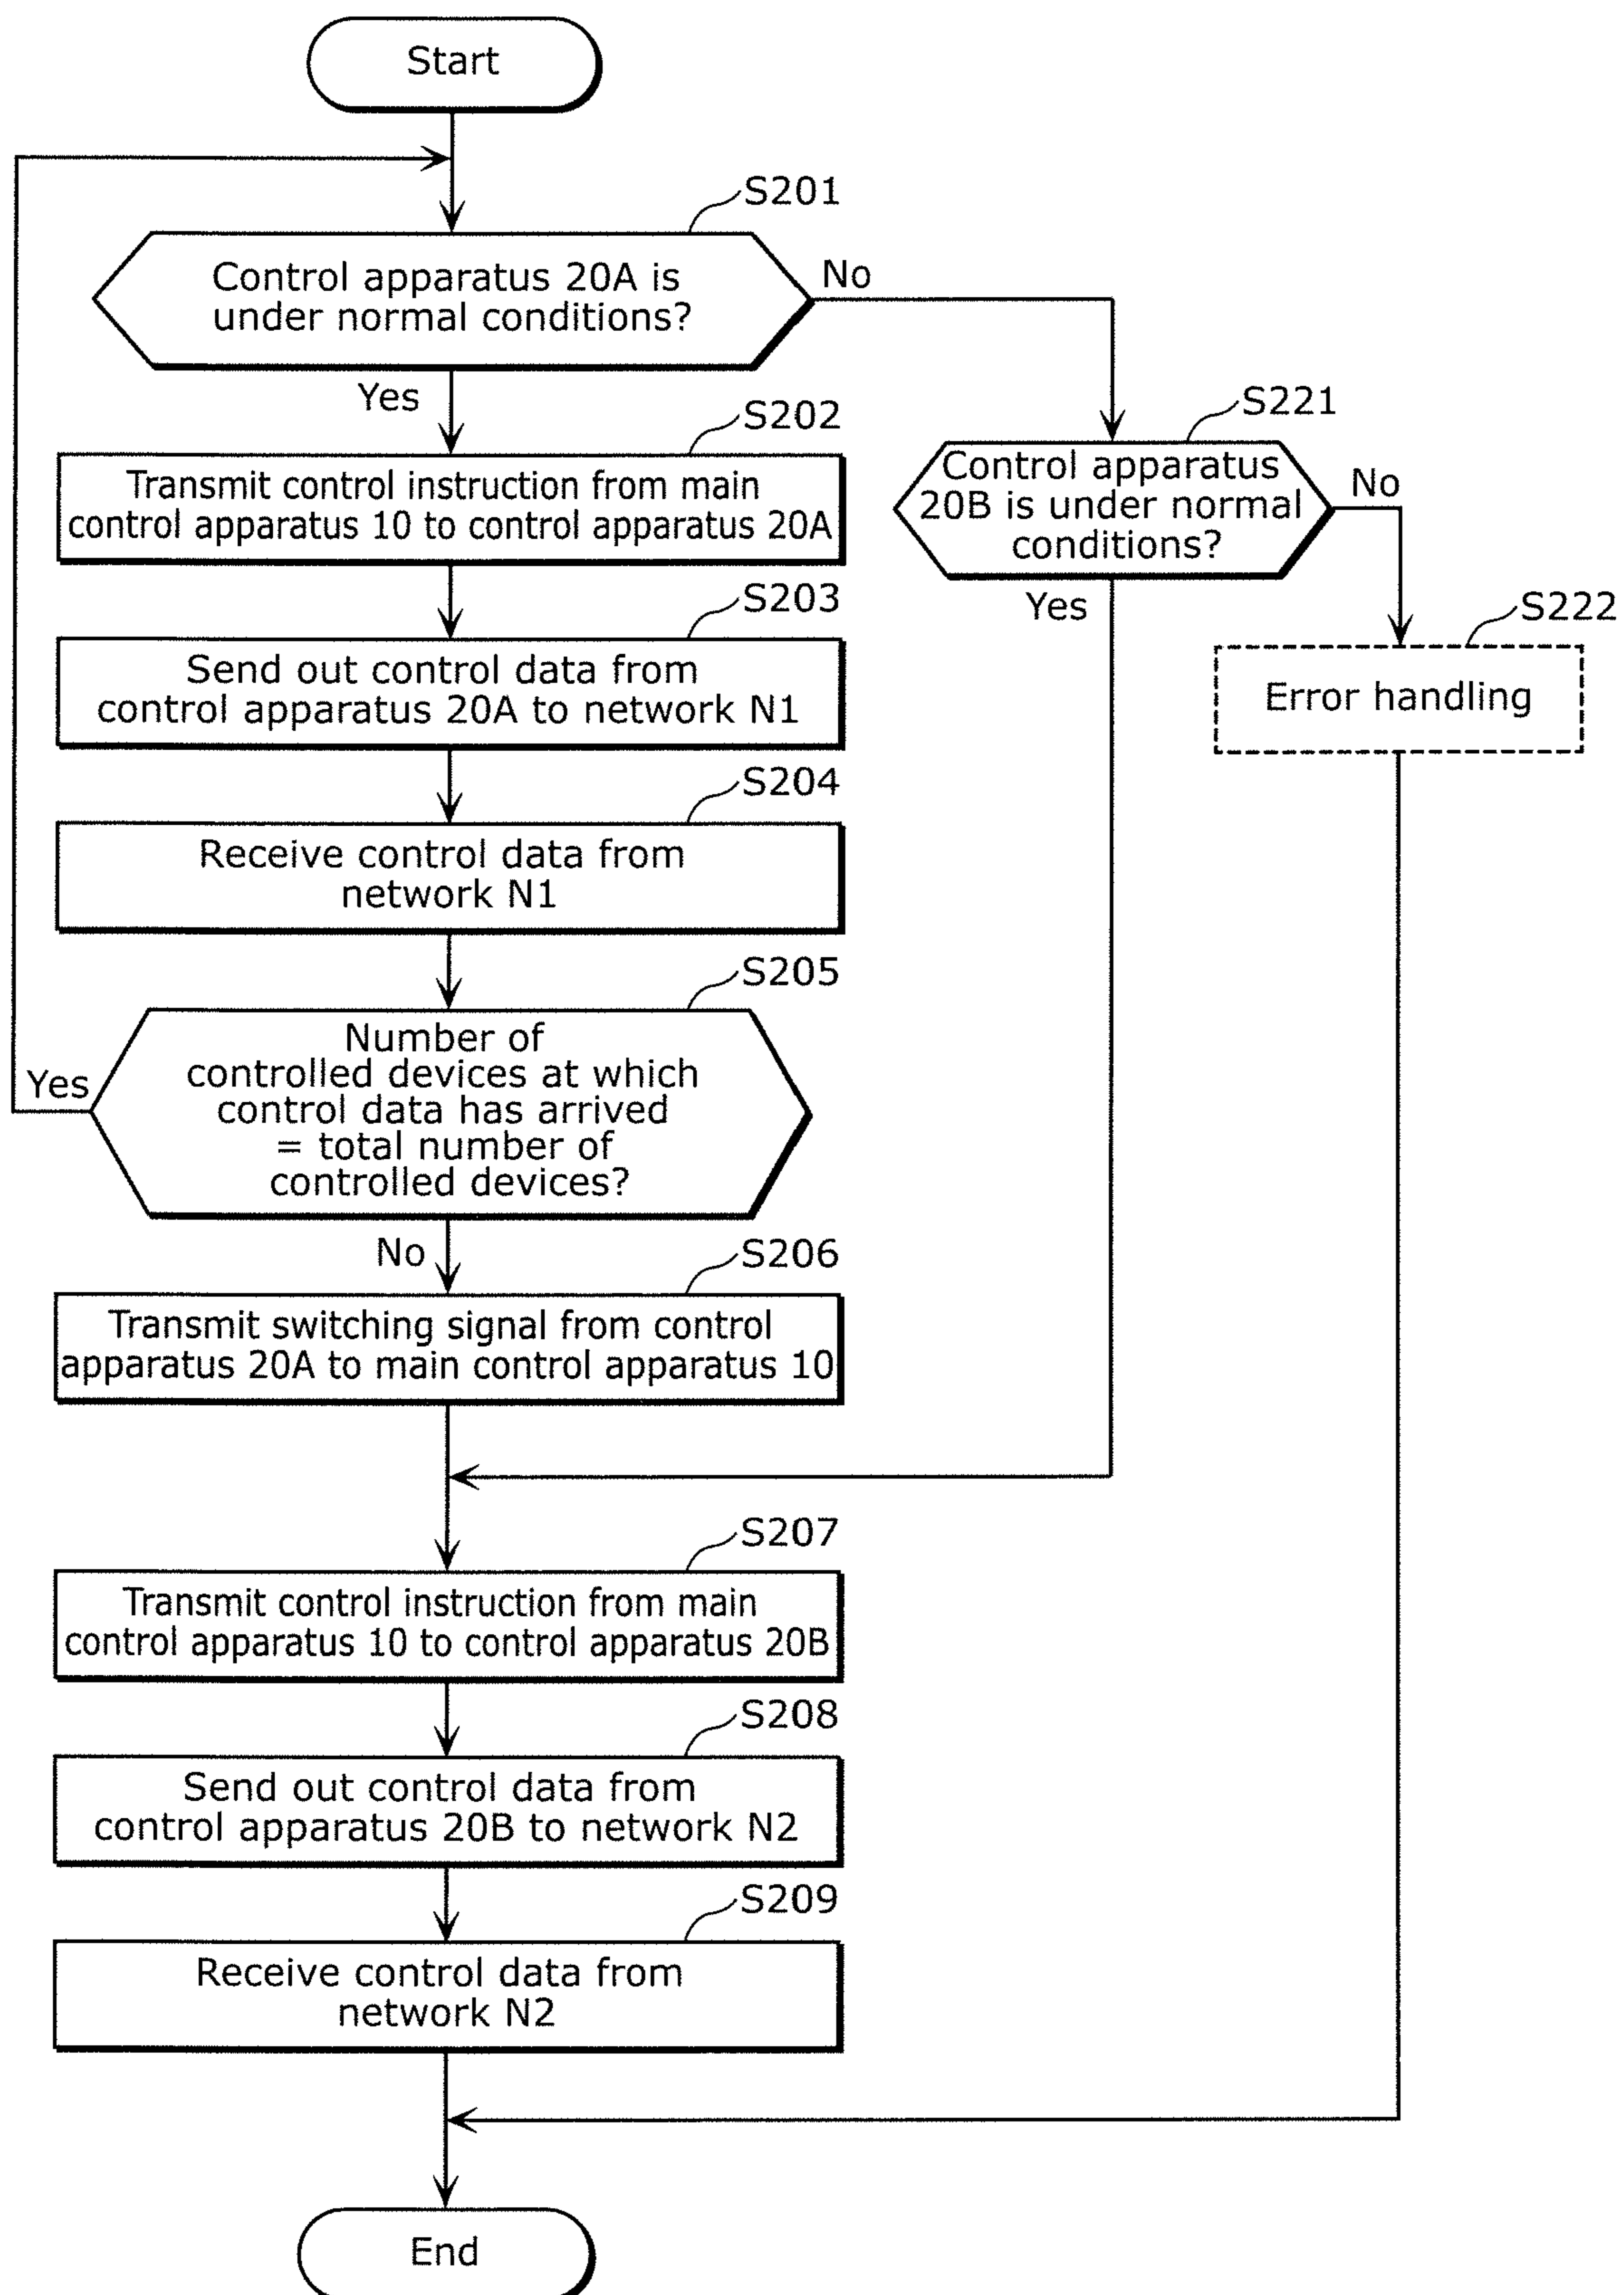 Start
S201
Control apparatus 20A is
under normal conditions?
No
Yes
S202
Transmit control instruction from main
control apparatus 10 to control apparatus 20A
S221
Control apparatus
20B is under normal
conditions?
No
Yes
S203
Send out control data from
control apparatus 20A to network N1
S222
Error handling
S204
Receive control data from
network N1
S205
Number of
controlled devices at which
control data has arrived
= total number of
controlled devices?
Yes
No
S206
Transmit switching signal from control
apparatus 20A to main control apparatus 10
S207
Transmit control instruction from main
control apparatus 10 to control apparatus 20B
S208
Send out control data from
control apparatus 20B to network N2
S209
Receive control data from
network N2
End